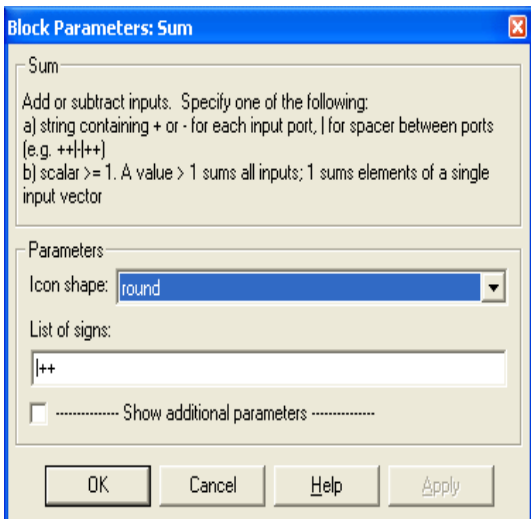 Block Parameters: Sum
Sum
Add or subtract inputs. Specify one of the following:
a) string containing + or - for each input port, | for spacer between ports
(e.g. ++|-|++)
b) scalar >= 1. A value > 1 sums all inputs; 1 sums elements of a single
input vector
Parameters
Icon shape: round
List of signs:
|++
--------------- Show additional parameters ---------------
OK Cancel Help Apply